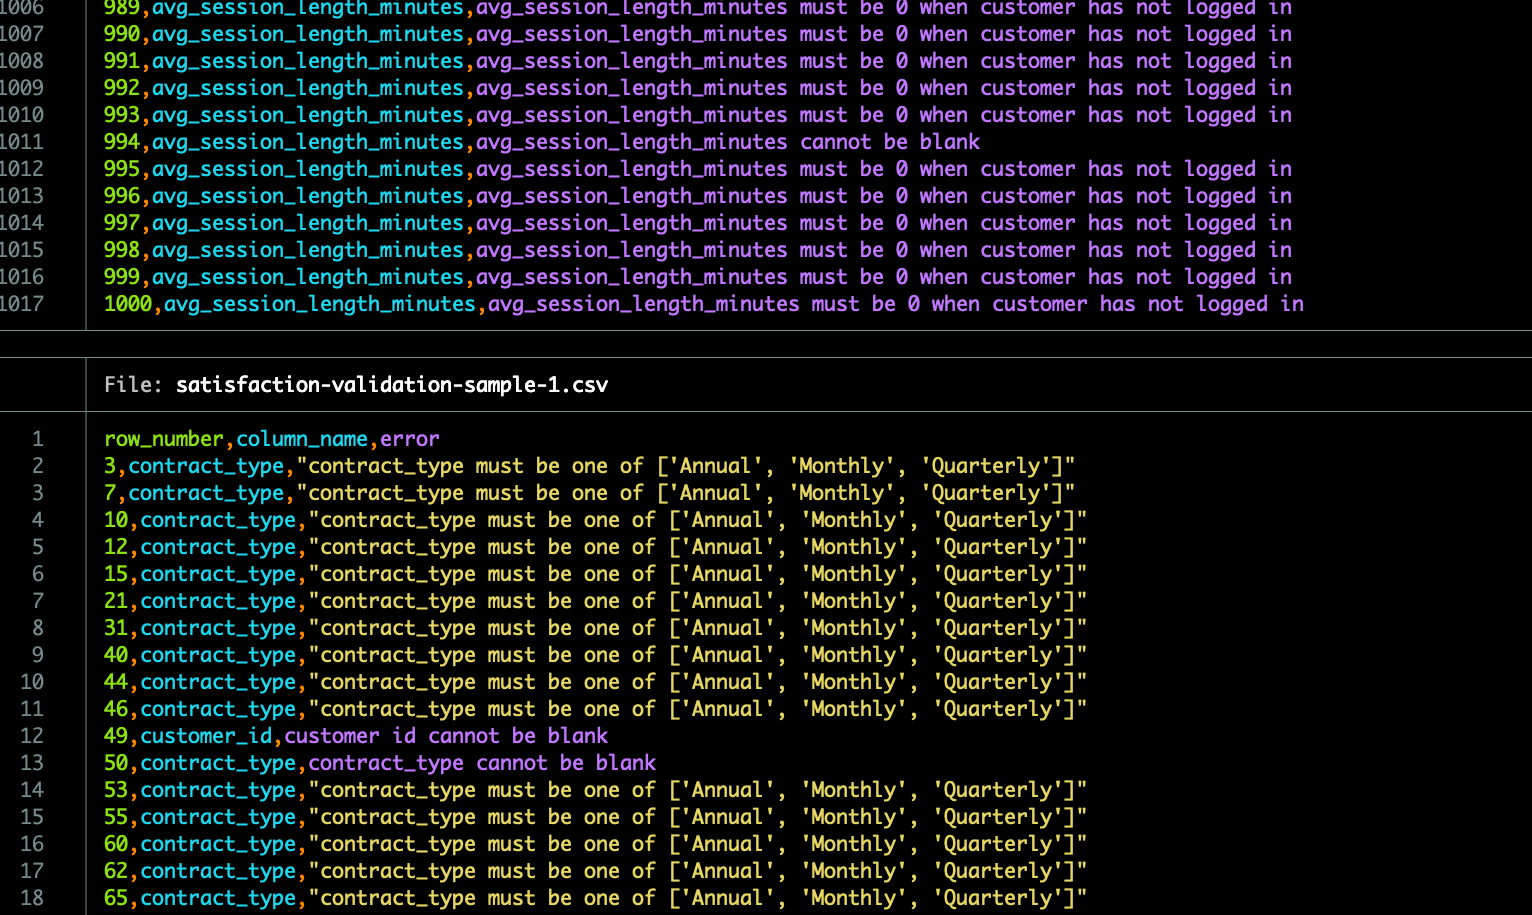 1006 989,avg_session_length_minutes,avg_session_length_minutes must be 0 when customer has not logged in
1007 990,avg_session_length_minutes,avg_session_length_minutes must be 0 when customer has not logged in
1008 991,avg_session_length_minutes,avg_session_length_minutes must be 0 when customer has not logged in
1009 992,avg_session_length_minutes,avg_session_length_minutes must be 0 when customer has not logged in
1010 993,avg_session_length_minutes,avg_session_length_minutes must be 0 when customer has not logged in
1011 994,avg_session_length_minutes,avg_session_length_minutes cannot be blank
1012 995,avg_session_length_minutes,avg_session_length_minutes must be 0 when customer has not logged in
1013 996,avg_session_length_minutes,avg_session_length_minutes must be 0 when customer has not logged in
1014 997,avg_session_length_minutes,avg_session_length_minutes must be 0 when customer has not logged in
1015 998,avg_session_length_minutes,avg_session_length_minutes must be 0 when customer has not logged in
1016 999,avg_session_length_minutes,avg_session_length_minutes must be 0 when customer has not logged in
1017 1000,avg_session_length_minutes,avg_session_length_minutes must be 0 when customer has not logged in
File: satisfaction-validation-sample-1.csv
1 row_number,column_name,error
2 3,contract_type,"contract_type must be one of ['Annual', 'Monthly', 'Quarterly']"
3 7,contract_type,"contract_type must be one of ['Annual', 'Monthly', 'Quarterly']"
4 10,contract_type,"contract_type must be one of ['Annual', 'Monthly', 'Quarterly']"
5 12,contract_type,"contract_type must be one of ['Annual', 'Monthly', 'Quarterly']"
6 15,contract_type,"contract_type must be one of ['Annual', 'Monthly', 'Quarterly']"
7 21,contract_type,"contract_type must be one of ['Annual', 'Monthly', 'Quarterly']"
8 31,contract_type,"contract_type must be one of ['Annual', 'Monthly', 'Quarterly']"
9 40,contract_type,"contract_type must be one of ['Annual', 'Monthly', 'Quarterly']"
10 44,contract_type,"contract_type must be one of ['Annual', 'Monthly', 'Quarterly']"
11 46,contract_type,"contract_type must be one of ['Annual', 'Monthly', 'Quarterly']"
12 49,customer_id,customer id cannot be blank
13 50,contract_type,contract_type cannot be blank
14 53,contract_type,"contract_type must be one of ['Annual', 'Monthly', 'Quarterly']"
15 55,contract_type,"contract_type must be one of ['Annual', 'Monthly', 'Quarterly']"
16 60,contract_type,"contract_type must be one of ['Annual', 'Monthly', 'Quarterly']"
17 62,contract_type,"contract_type must be one of ['Annual', 'Monthly', 'Quarterly']"
18 65,contract_type,"contract_type must be one of ['Annual', 'Monthly', 'Quarterly']"